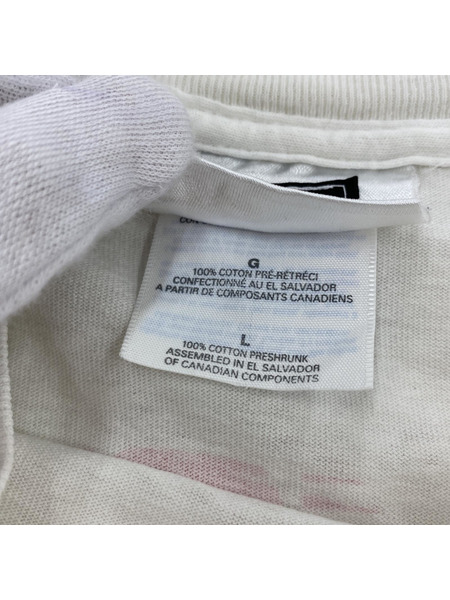 G
100% COTON PRÉ-RÉTRÉCI
CONFECTIONNÉ AU EL SALVADOR
A PARTIR DE COMPOSANTS CANADIENS
L
100% COTTON PRESHRUNK
ASSEMBLED IN EL SALVADOR
OF CANADIAN COMPONENTS